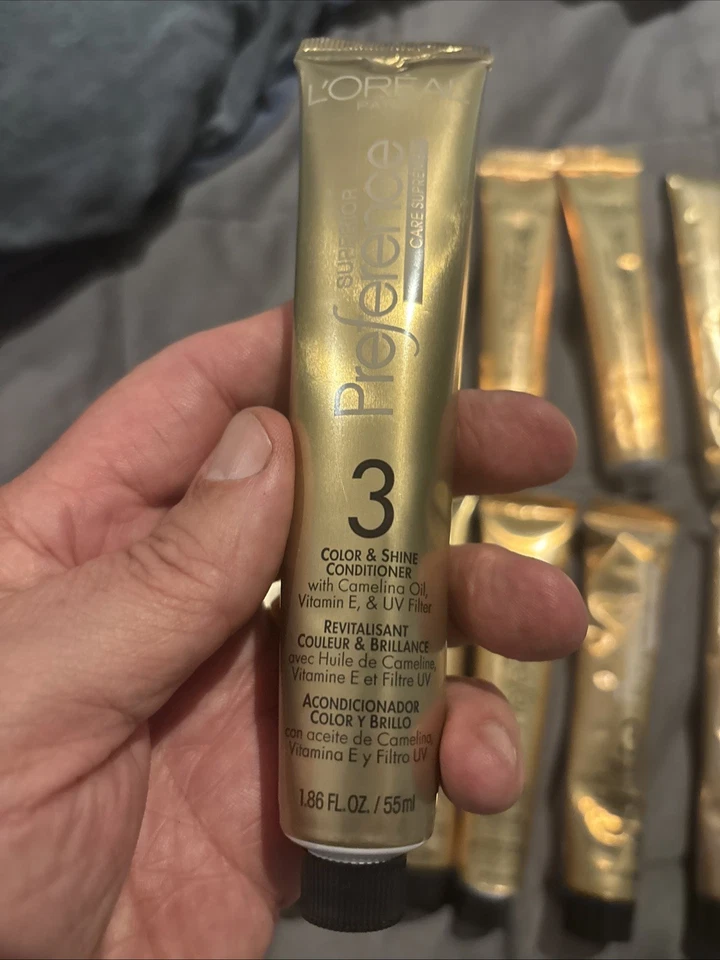 L'ORÉAL
PARIS
SUPERIOR
Preference
CARE SUPREME
3
COLOR & SHINE
CONDITIONER
with Camelina Oil,
Vitamin E, & UV Filter
REVITALISANT
COULEUR & BRILLANCE
avec Huile de Cameline,
Vitamine E et Filtre UV
ACONDICIONADOR
COLOR Y BRILLO
con aceite de Camelina,
Vitamina E y Filtro UV
1.86 FL.OZ. / 55ml